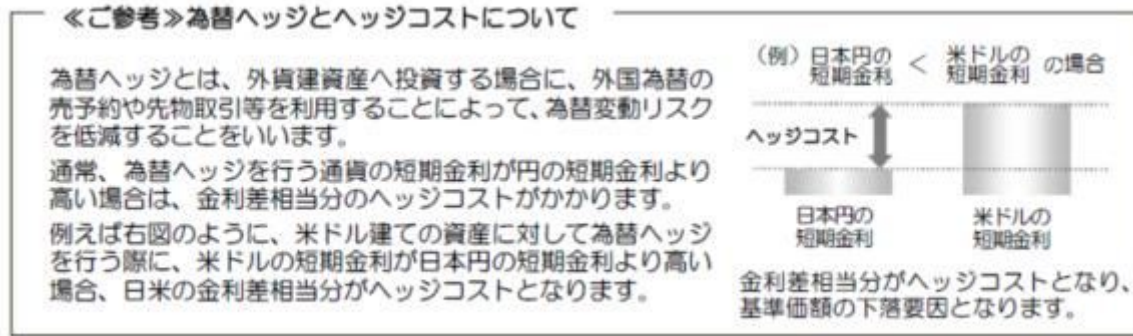 ≪ご参考≫為替ヘッジとヘッジコストについて
為替ヘッジとは、外貨建資産へ投資する場合に、外国為替の
売予約や先物取引等を利用することによって、為替変動リスク
を低減することをいいます。
通常、為替ヘッジを行う通貨の短期金利が円の短期金利より
高い場合は、金利差相当分のヘッジコストがかかります。
例えば右図のように、米ドル建ての資産に対して為替ヘッジ
を行う際に、米ドルの短期金利が日本円の短期金利より高い
場合、日米の金利差相当分がヘッジコストとなります。
（例）日本円の短期金利 < 米ドルの短期金利 の場合
ヘッジコスト
日本円の
短期金利
米ドルの
短期金利
金利差相当分がヘッジコストとなり、
基準価額の下落要因となります。